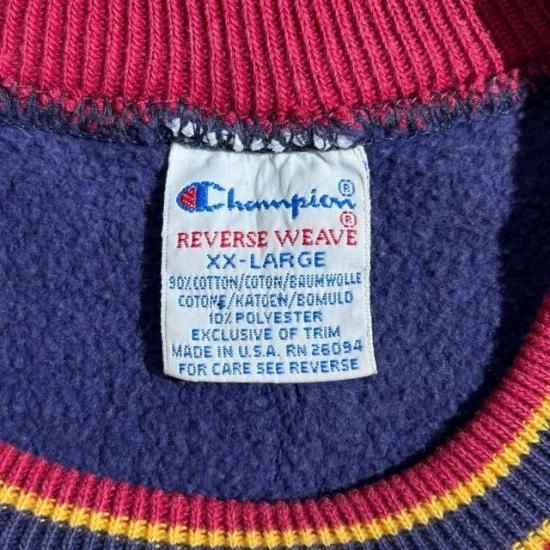 Champion®
REVERSE WEAVE®
XX-LARGE
90% COTTON/COTON/BAUMWOLLE
COTONE/KATOEN/BOMULD
10% POLYESTER
EXCLUSIVE OF TRIM
MADE IN U.S.A. RN 26094
FOR CARE SEE REVERSE